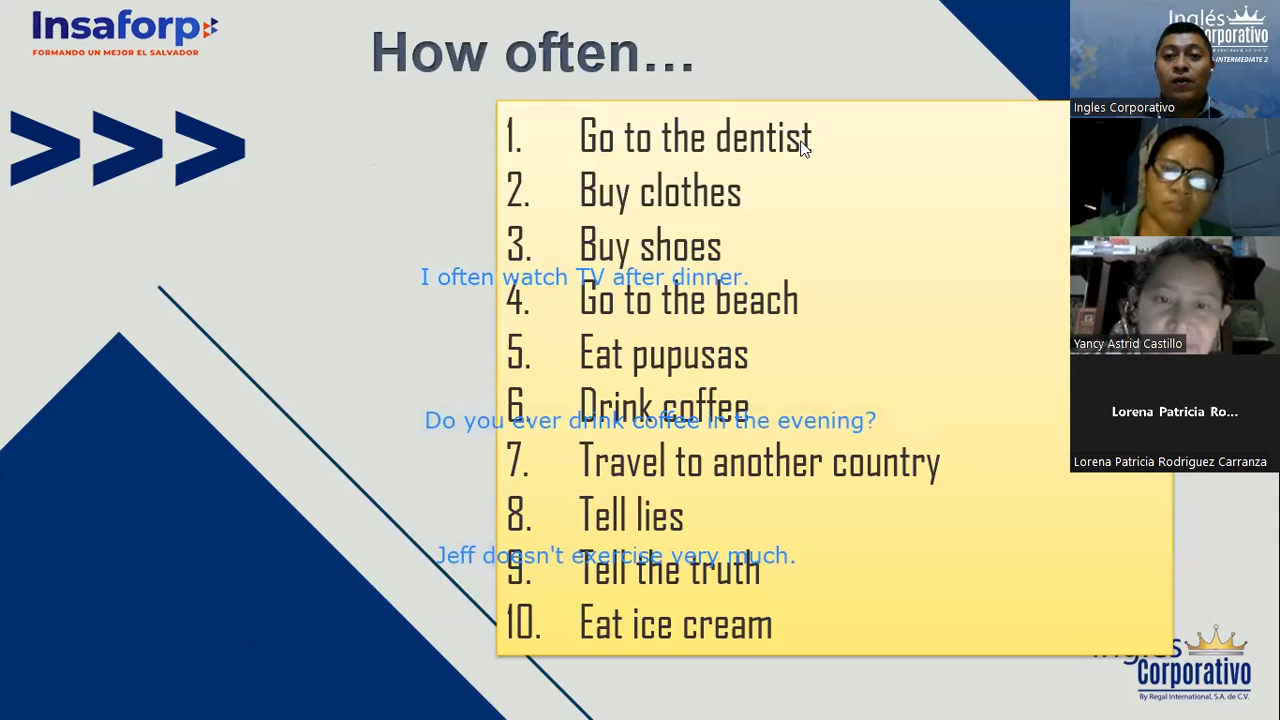 Insaforp
FORMANDO UN MEJOR EL SALVADOR
How often...
>>>
1. Go to the dentist
2. Buy clothes
3. Buy shoes
I often watch TV after dinner.
4. Go to the beach
5. Eat pupusas
6. Drink coffee
Do you ever drink coffee in the evening?
7. Travel to another country
8. Tell lies
Jeff doesn't exercise very much.
9. Tell the truth
10. Eat ice cream
Inglés
Corporativo
INTERMEDIATE 2
Ingles Corporativo
Yancy Astrid Castillo
Lorena Patricia Ro...
Lorena Patricia Rodriguez Carranza
Corporativo
By Regal International, S.A. de C.V.